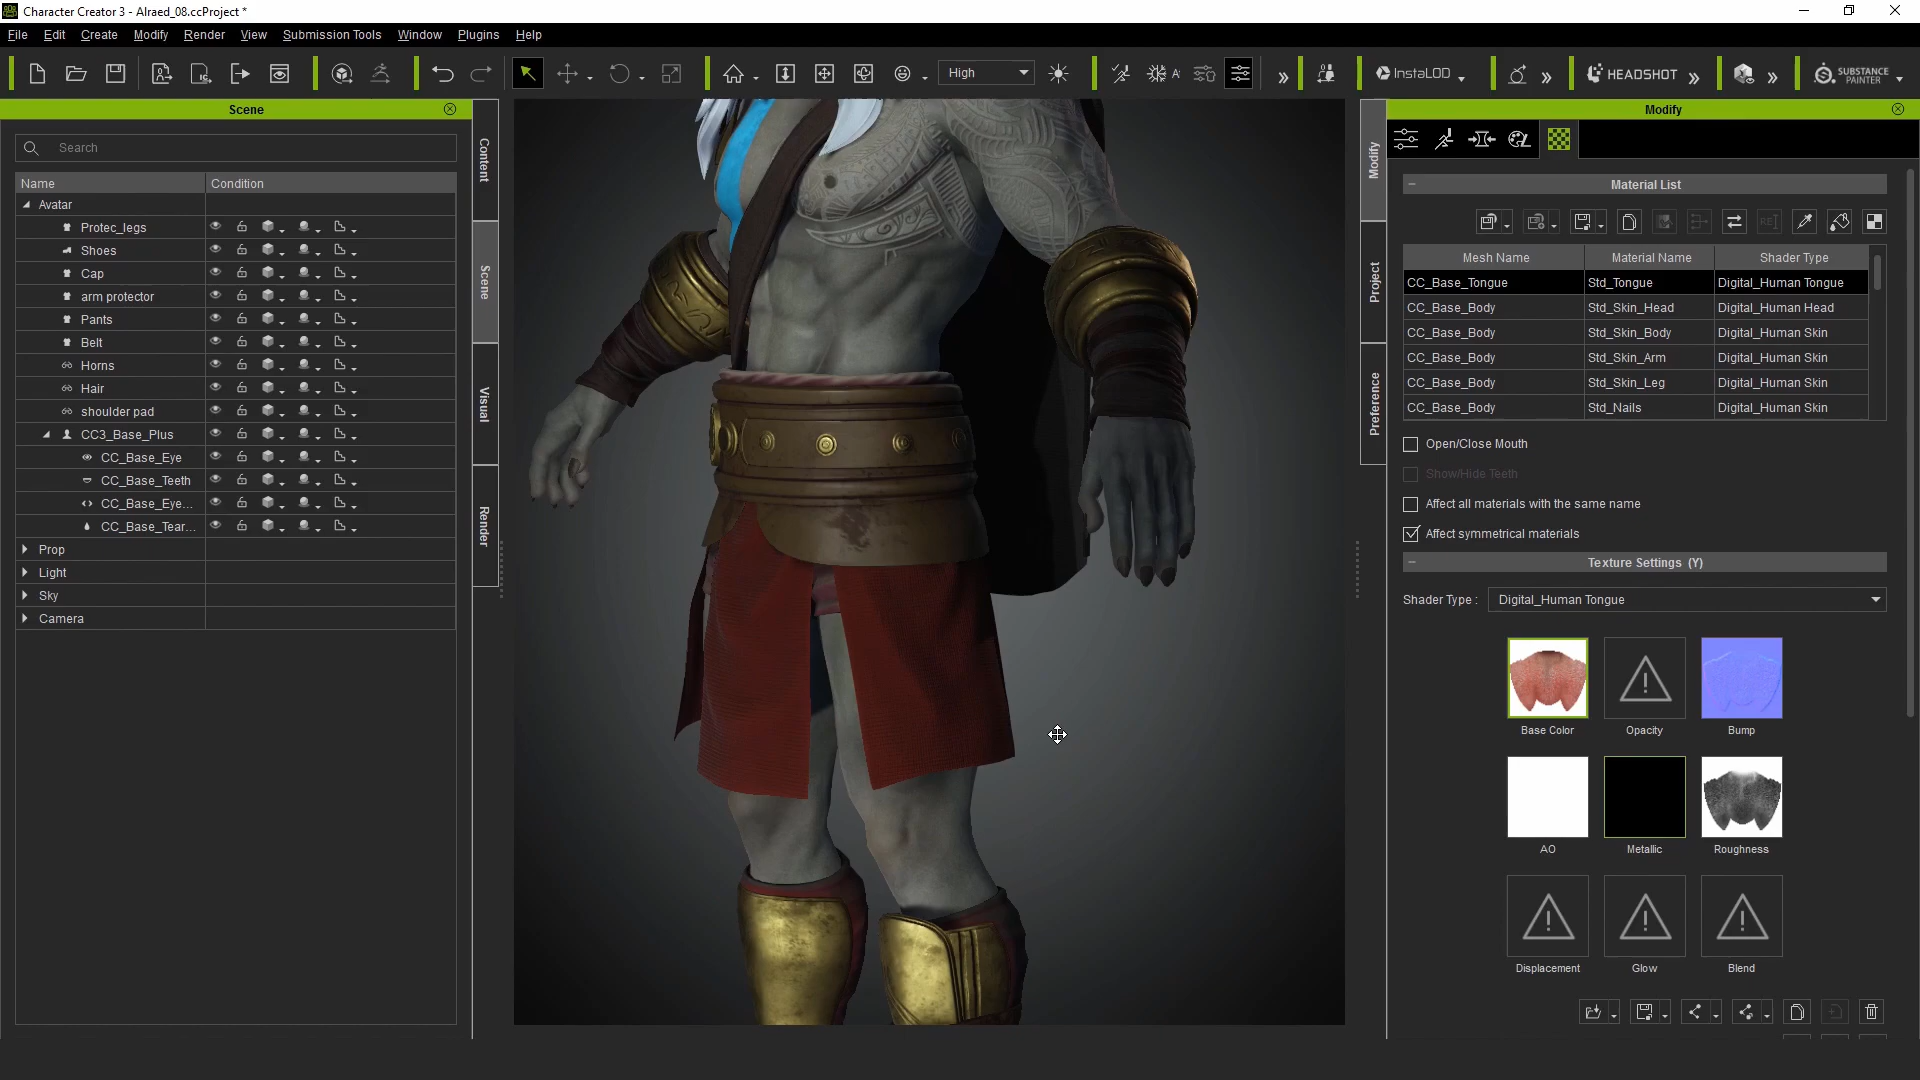 Character Creator 3 - Alraed_08.ccProject *
File Edit Create Modify Render View Submission Tools Window Plugins Help
High
InstaLOD
HEADSHOT
SUBSTANCE PAINTER
Scene
Search
Name Condition
Avatar
Protec_legs
Shoes
Cap
arm protector
Pants
Belt
Horns
Hair
shoulder pad
CC3_Base_Plus
CC_Base_Eye
CC_Base_Teeth
CC_Base_Eye...
CC_Base_Tear...
Prop
Light
Sky
Camera
Content
Scene
Visual
Render
Modify
Project
Preference
Modify
Material List
Mesh Name Material Name Shader Type
CC_Base_Tongue Std_Tongue Digital_Human Tongue
CC_Base_Body Std_Skin_Head Digital_Human Head
CC_Base_Body Std_Skin_Body Digital_Human Skin
CC_Base_Body Std_Skin_Arm Digital_Human Skin
CC_Base_Body Std_Skin_Leg Digital_Human Skin
CC_Base_Body Std_Nails Digital_Human Skin
Open/Close Mouth
Show/Hide Teeth
Affect all materials with the same name
Affect symmetrical materials
Texture Settings (Y)
Shader Type : Digital_Human Tongue
Base Color Opacity Bump
AO Metallic Roughness
Displacement Glow Blend